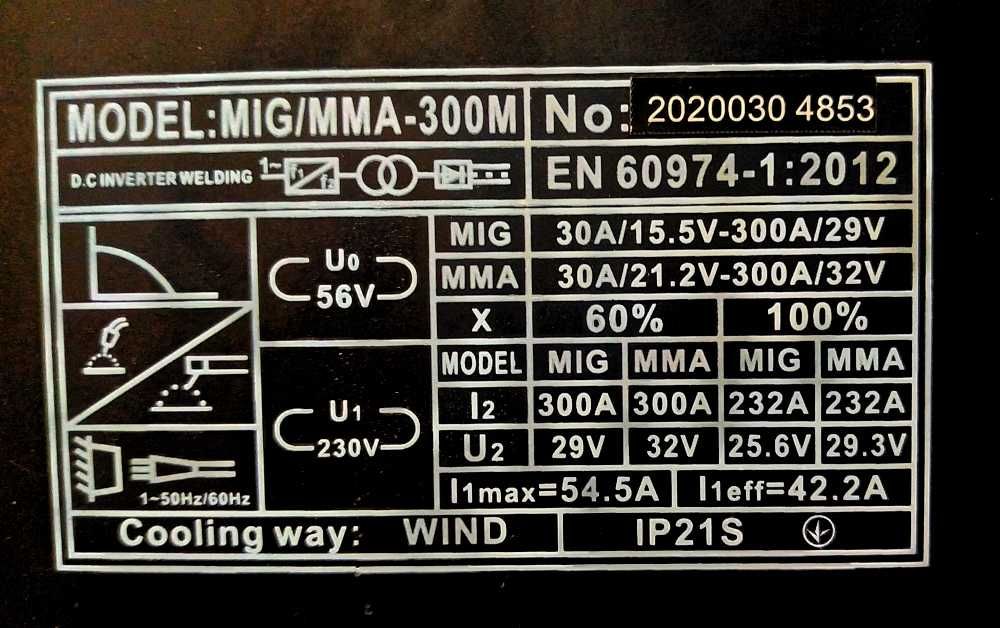 MODEL:MIG/MMA-300M No: 2020030 4853
D.C INVERTER WELDING 1~ f1 f2 EN 60974-1:2012
U0 56V
MIG 30A/15.5V-300A/29V
MMA 30A/21.2V-300A/32V
X 60% 100%
MODEL MIG MMA MIG MMA
U1 230V
I2 300A 300A 232A 232A
U2 29V 32V 25.6V 29.3V
1~50Hz/60Hz I1max=54.5A I1eff=42.2A
Cooling way: WIND IP21S